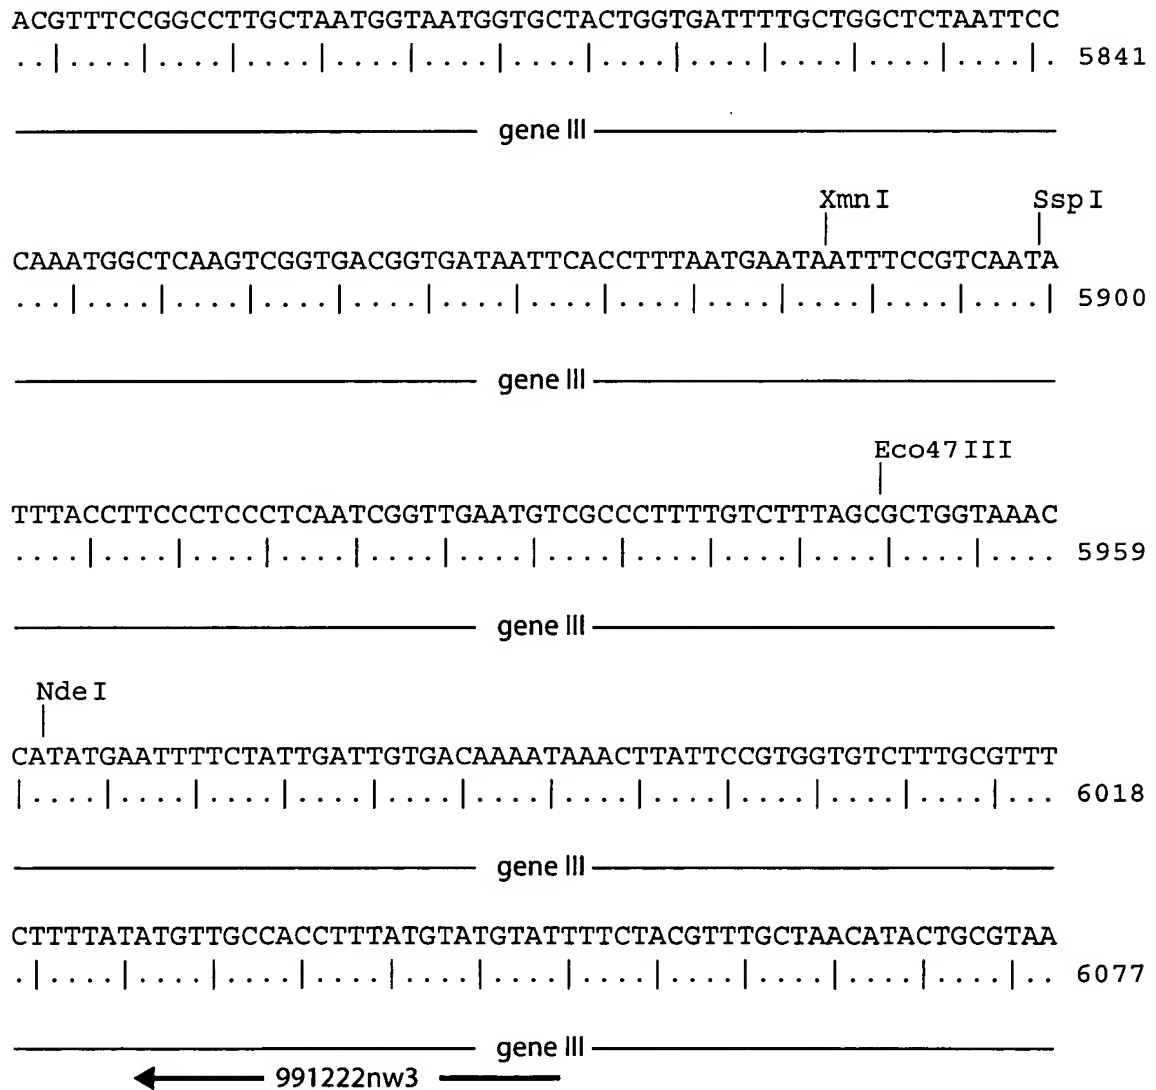 ACGTTTCCGGCCTTGCTAATGGTAATGGTGCTACTGGTGATTTTGCTGGCTCTAATTCC
..|....|....|....|....|....|....|....|....|....|....|....|. 5841
gene III
XmnI SspI
CAAATGGCTCAAGTCGGTGACGGTGATAATTCACCTTTAATGAATAATTTCCGTCAATA
...|....|....|....|....|....|....|....|....|....|....|....| 5900
gene III
Eco47III
TTTACCTTCCCTCCCTCAATCGGTTGAATGTCGCCCTTTTGTCTTTAGCGCTGGTAAAC
....|....|....|....|....|....|....|....|....|....|....|.... 5959
gene III
NdeI
CATATGAATTTTCTATTGATTGTGACAAAATAAACTTATTCCGTGGTGTCTTTGCGTTT
|....|....|....|....|....|....|....|....|....|....|....|... 6018
gene III
CTTTTATATGTTGCCACCTTTATGTATGTATTTTCTACGTTTGCTAACATACTGCGTAA
.|....|....|....|....|....|....|....|....|....|....|....|.. 6077
gene III
991222nw3